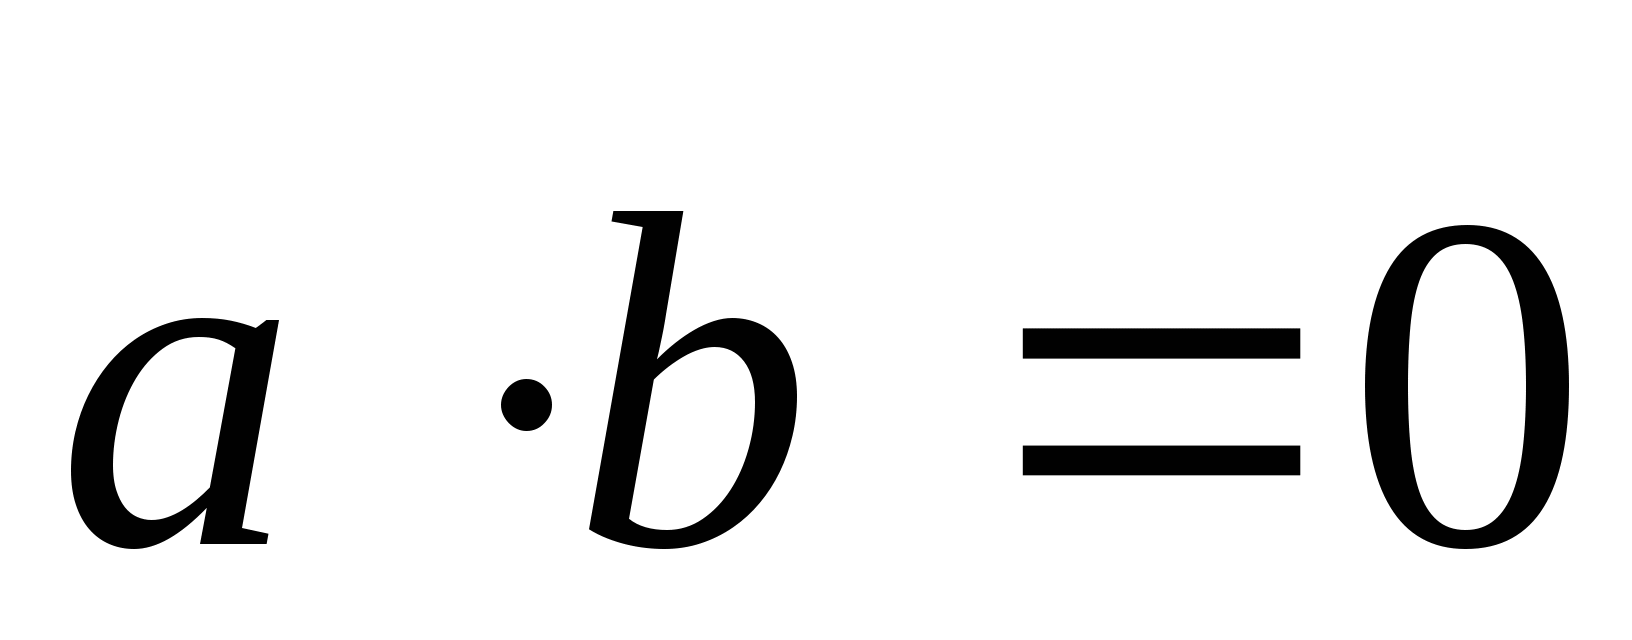 a · b = 0